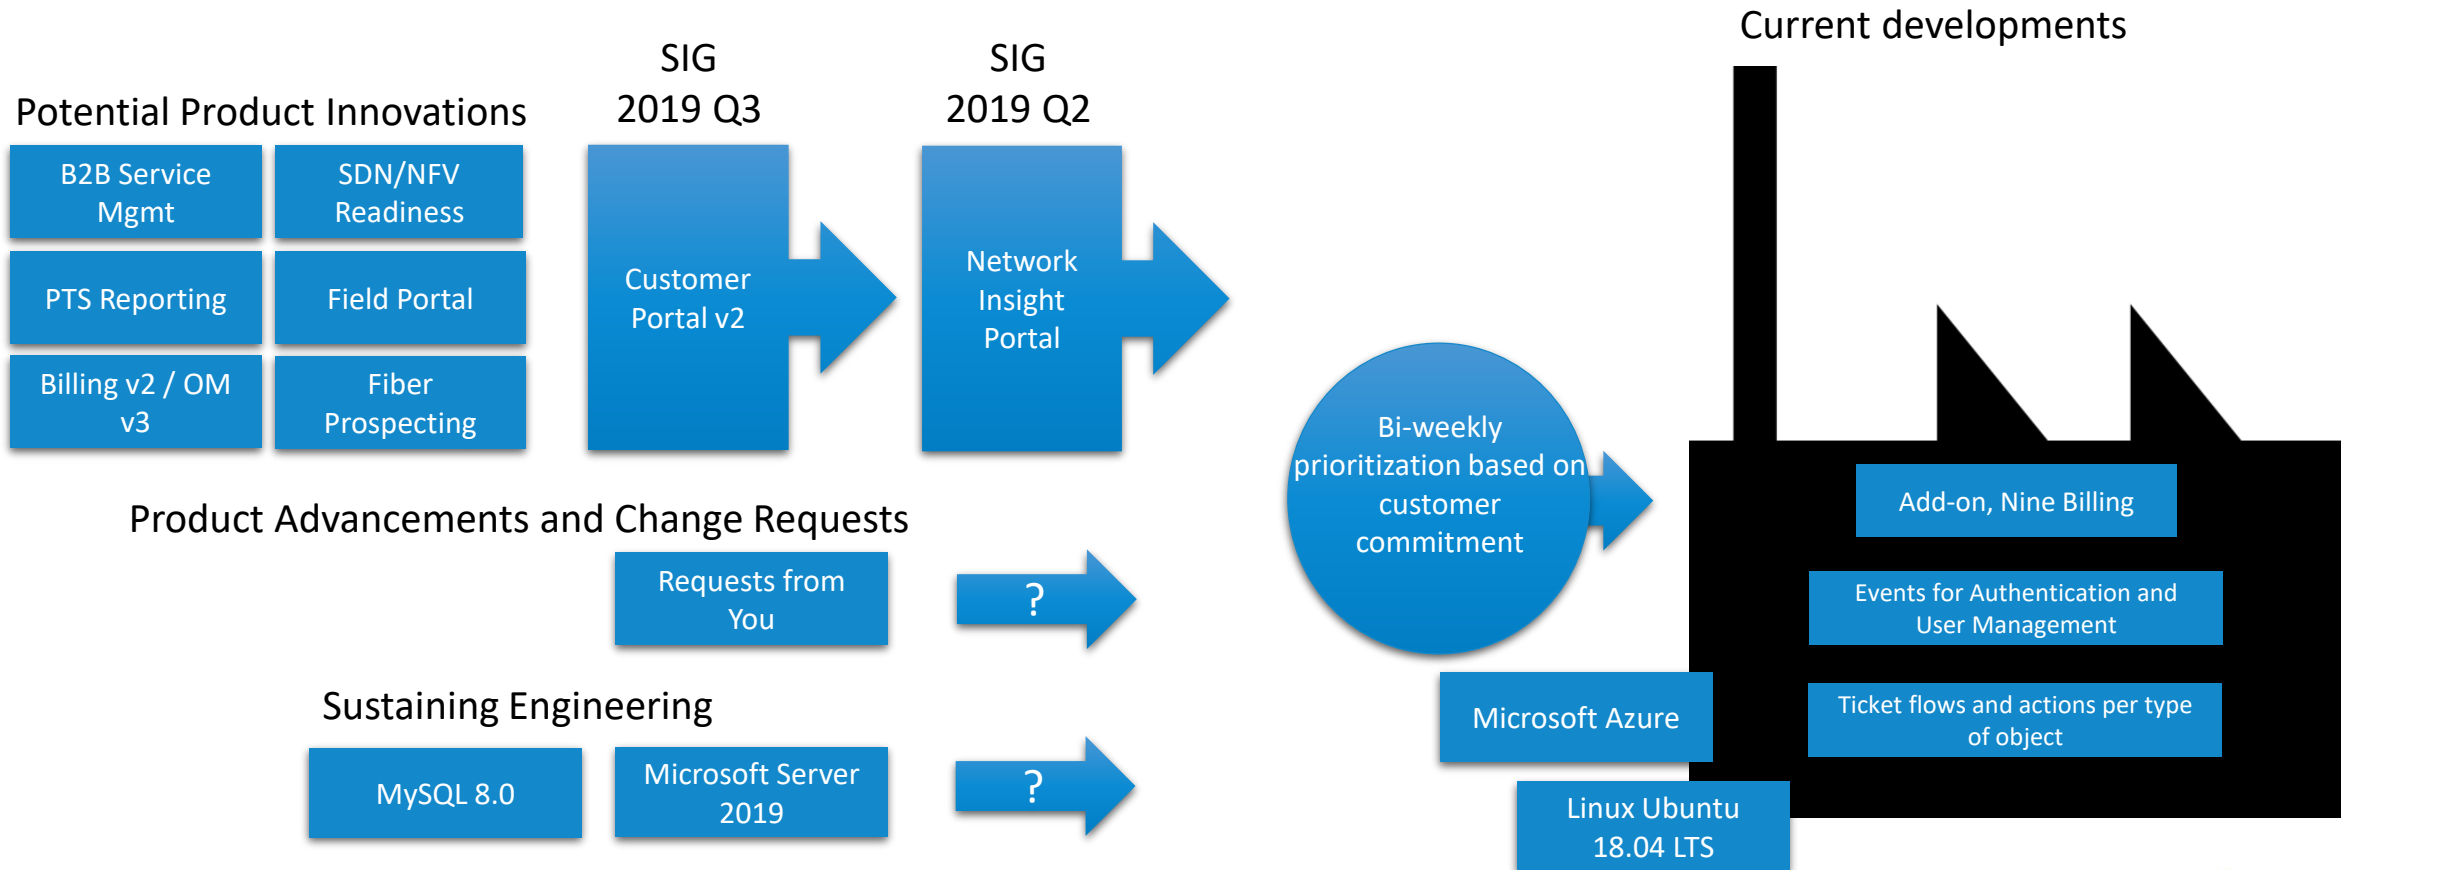 Current developments
SIG
2019 Q3
SIG
2019 Q2
Potential Product Innovations
B2B Service
Mgmt
SDN/NFV
Readiness
PTS Reporting
Field Portal
Billing v2 / OM
v3
Fiber
Prospecting
Customer
Portal v2
Network
Insight
Portal
Bi-weekly
prioritization based on
customer
commitment
Product Advancements and Change Requests
Requests from
You
?
Sustaining Engineering
MySQL 8.0
Microsoft Server
2019
?
Add-on, Nine Billing
Events for Authentication and
User Management
Ticket flows and actions per type
of object
Microsoft Azure
Linux Ubuntu
18.04 LTS